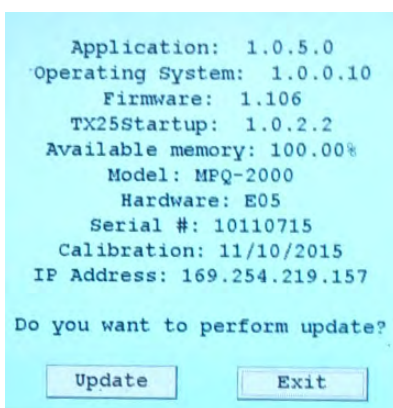 Application: 1.0.5.0
Operating System: 1.0.0.10
Firmware: 1.106
TX25Startup: 1.0.2.2
Available memory: 100.00%
Model: MPQ-2000
Hardware: E05
Serial #: 10110715
Calibration: 11/10/2015
IP Address: 169.254.219.157
Do you want to perform update?
Update Exit